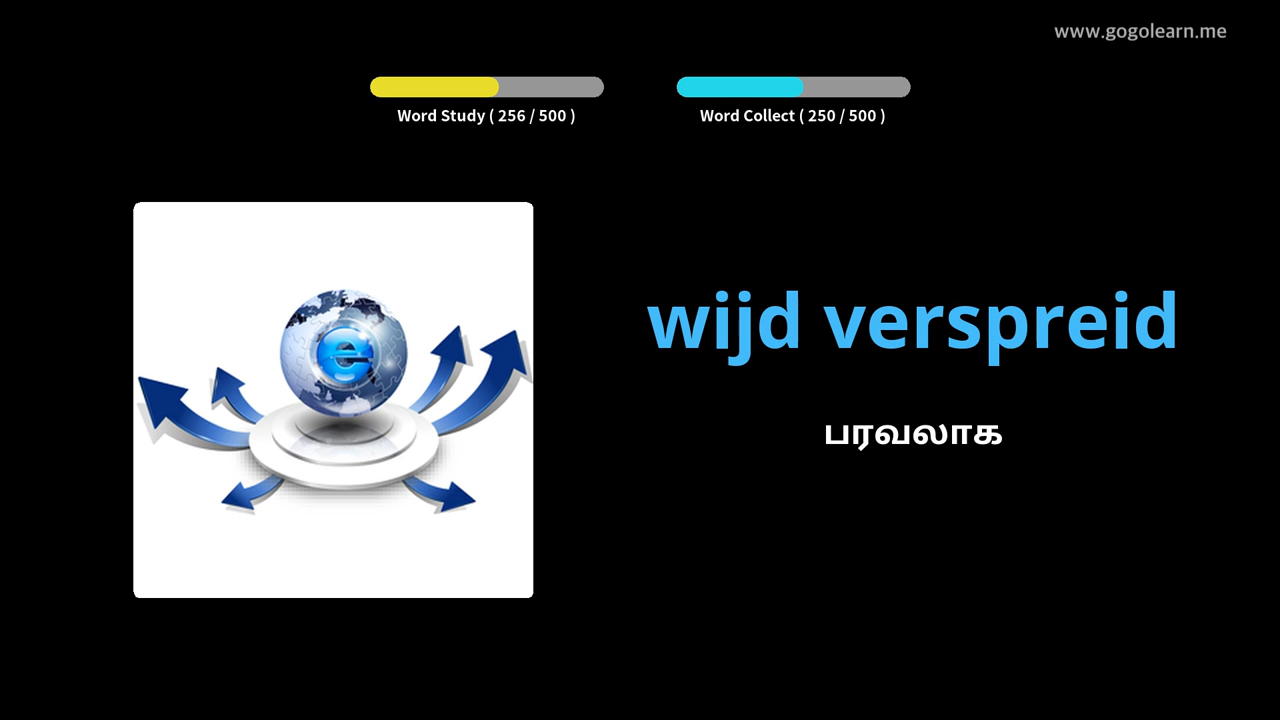 www.gogolearn.me
Word Study ( 256 / 500 )
Word Collect ( 250 / 500 )
e
wijd verspreid
பரவலாக